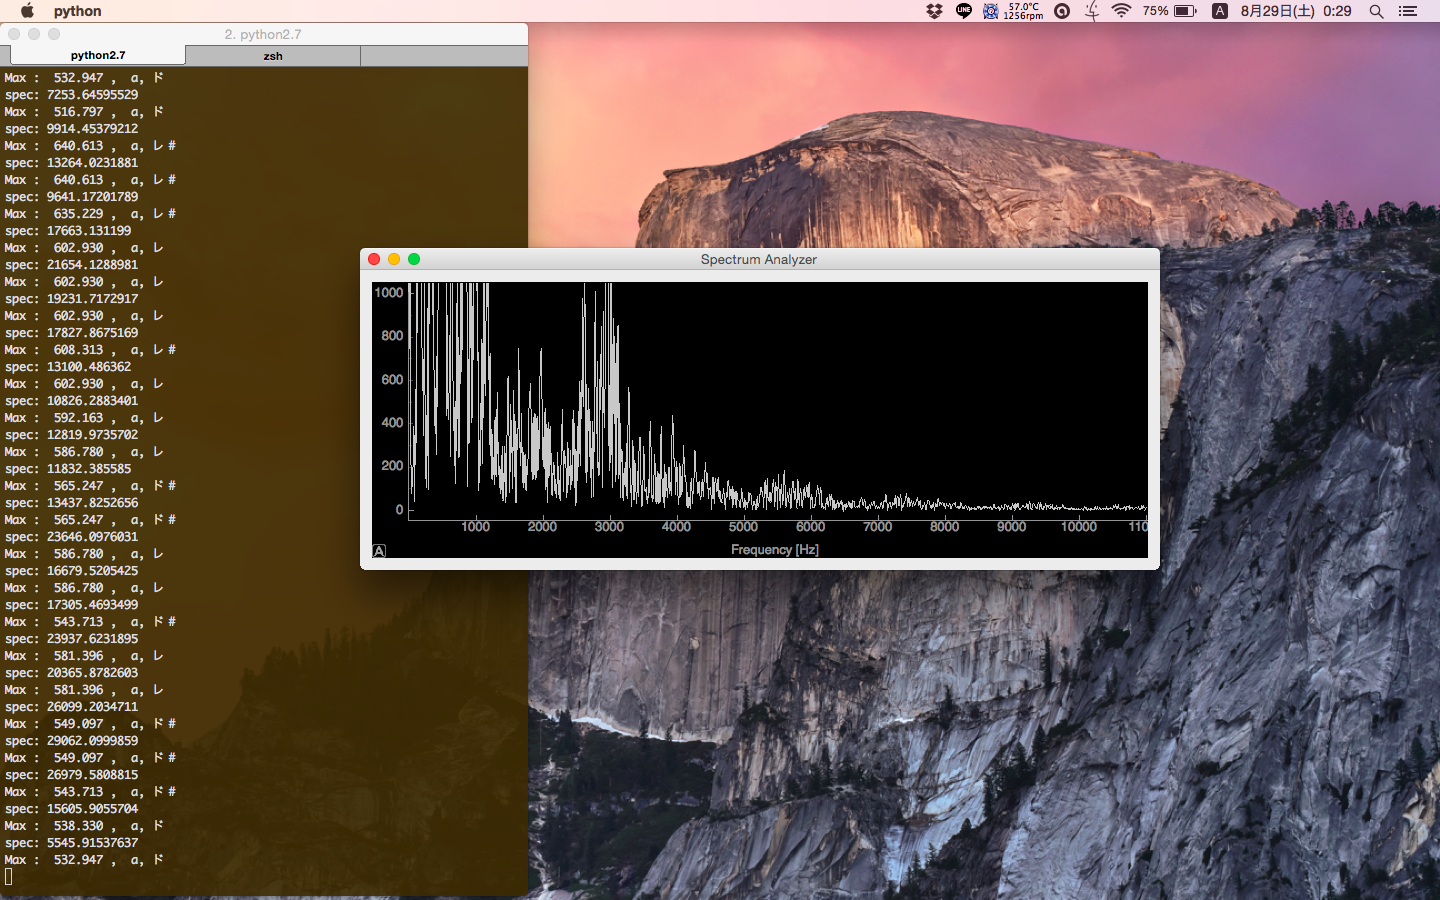 python
57.0°C
1256rpm
75%
A
8月29日(土) 0:29
2. python2.7
python2.7
zsh
Max :  532.947 ,  a, ド
spec: 7253.64595529
Max :  516.797 ,  a, ド
spec: 9914.45379212
Max :  640.613 ,  a, レ #
spec: 13264.0231881
Max :  640.613 ,  a, レ #
spec: 9641.17201789
Max :  635.229 ,  a, レ #
spec: 17663.131199
Max :  602.930 ,  a, レ
spec: 21654.1288981
Max :  602.930 ,  a, レ
spec: 19231.7172917
Max :  602.930 ,  a, レ
spec: 17827.8675169
Max :  608.313 ,  a, レ #
spec: 13100.486362
Max :  602.930 ,  a, レ
spec: 10826.2883401
Max :  592.163 ,  a, レ
spec: 12819.9735702
Max :  586.780 ,  a, レ
spec: 11832.385585
Max :  565.247 ,  a, ド #
spec: 13437.8252656
Max :  565.247 ,  a, ド #
spec: 23646.0976031
Max :  586.780 ,  a, レ
spec: 16679.5205425
Max :  586.780 ,  a, レ
spec: 17305.4693499
Max :  543.713 ,  a, ド #
spec: 23937.6231895
Max :  581.396 ,  a, レ
spec: 20365.8782603
Max :  581.396 ,  a, レ
spec: 26099.2034711
Max :  549.097 ,  a, ド #
spec: 29062.0999859
Max :  549.097 ,  a, ド #
spec: 26979.5808815
Max :  543.713 ,  a, ド #
spec: 15605.9055704
Max :  538.330 ,  a, ド
spec: 5545.91537637
Max :  532.947 ,  a, ド
Spectrum Analyzer
1000
800
600
400
200
0
1000 2000 3000 4000 5000 6000 7000 8000 9000 10000 110
Frequency [Hz]
A
LINE